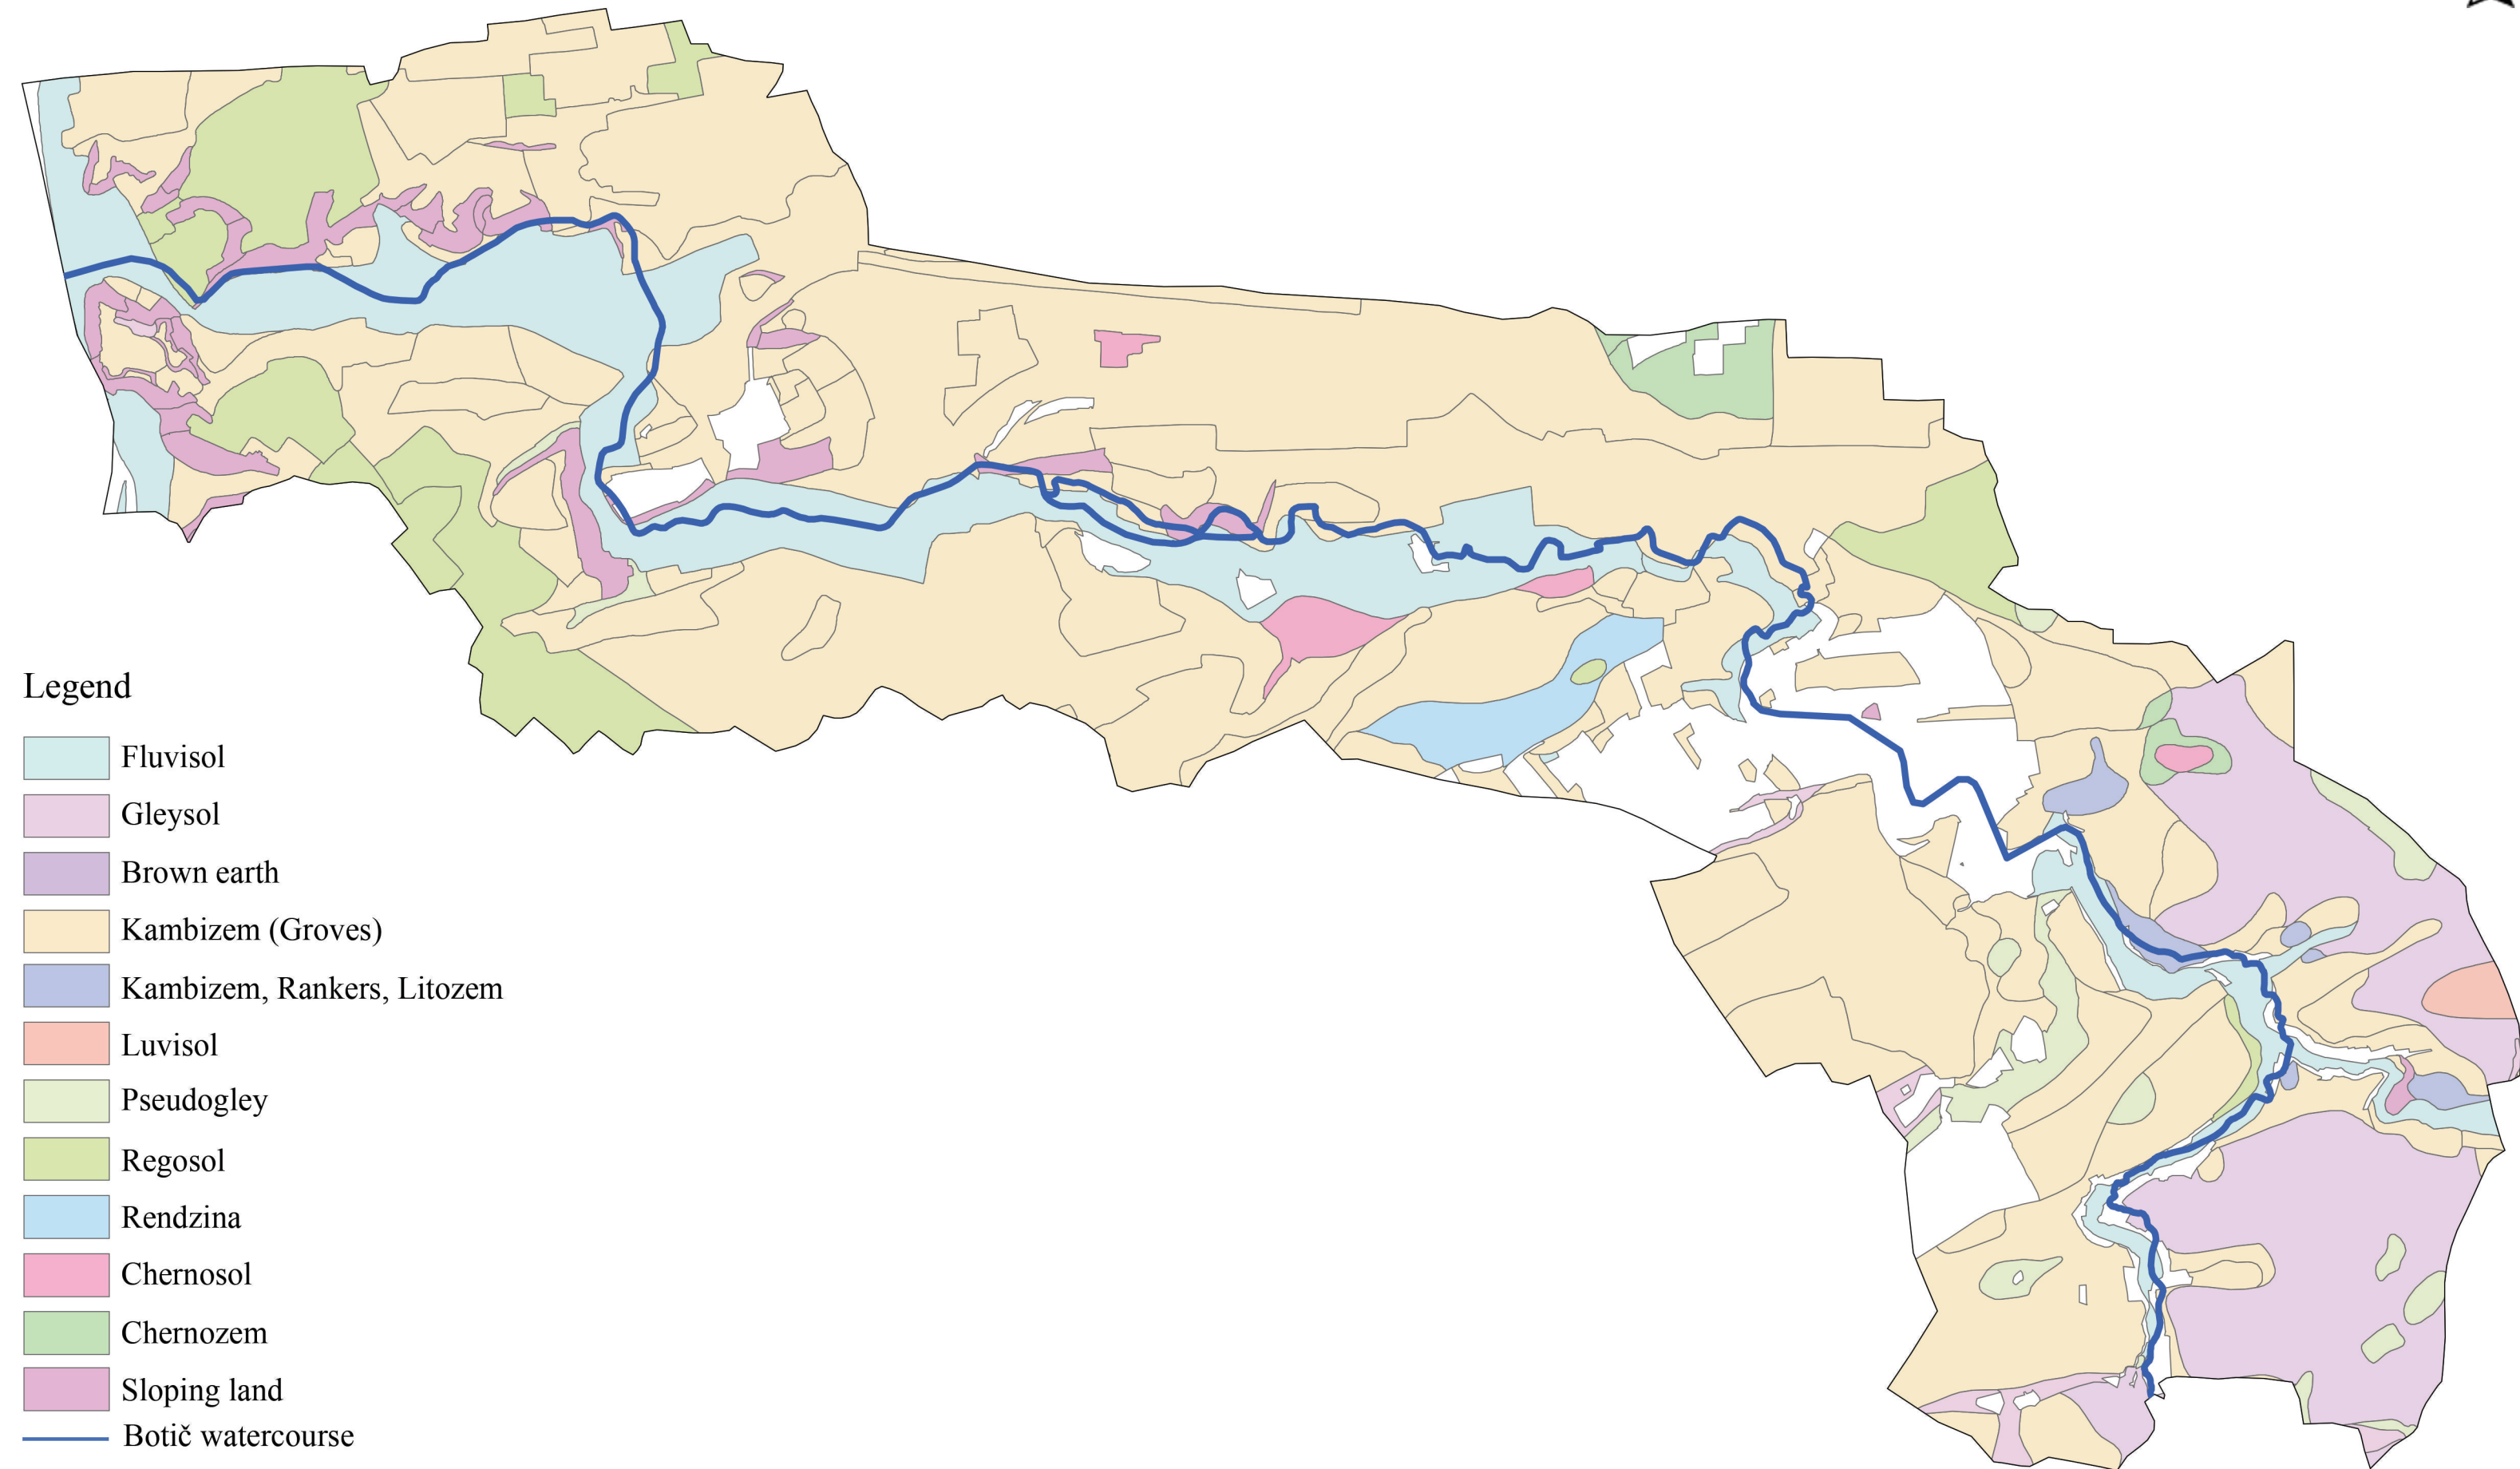 Legend
Fluvisol
Gleysol
Brown earth
Kambizem (Groves)
Kambizem, Rankers, Litozem
Luvisol
Pseudogley
Regosol
Rendzina
Chernosol
Chernozem
Sloping land
Botič watercourse